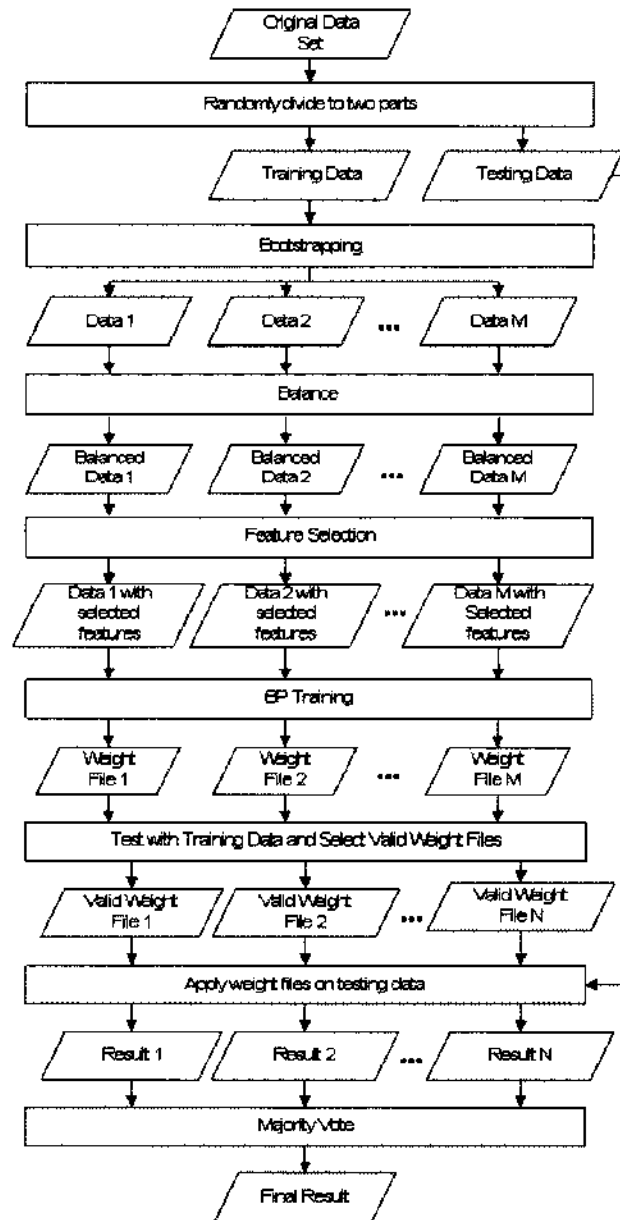 Original Data
Set
Randomly divide to two parts
Training Data
Testing Data
Bootstrapping
Data 1
Data 2
...
Data M
Balance
Balanced
Data 1
Balanced
Data 2
...
Balanced
Data M
Feature Selection
Data 1 with
selected
features
Data 2 with
selected
features
...
Data M with
Selected
features
BP Training
Weight
File 1
Weight
File 2
...
Weight
File M
Test with Training Data and Select Valid Weight Files
Valid Weight
File 1
Valid Weight
File 2
...
Valid Weight
File N
Apply weight files on testing data
Result 1
Result 2
...
Result N
Majority Vote
Final Result